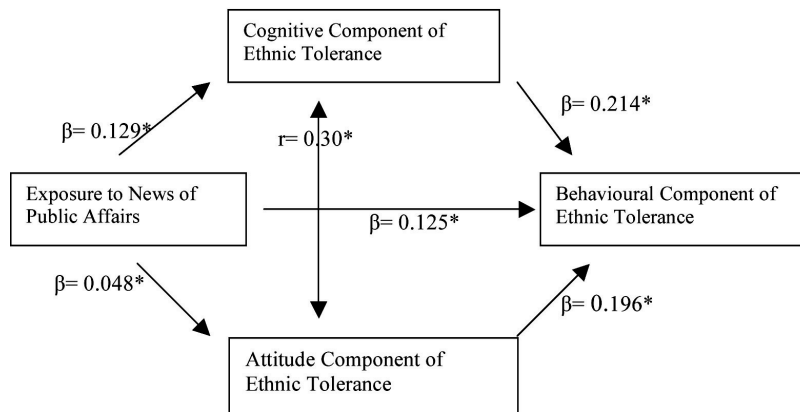 Cognitive Component of
Ethnic Tolerance
β= 0.129*
r= 0.30*
β= 0.214*
Exposure to News of
Public Affairs
β= 0.125*
Behavioural Component of
Ethnic Tolerance
β= 0.048*
β= 0.196*
Attitude Component of
Ethnic Tolerance